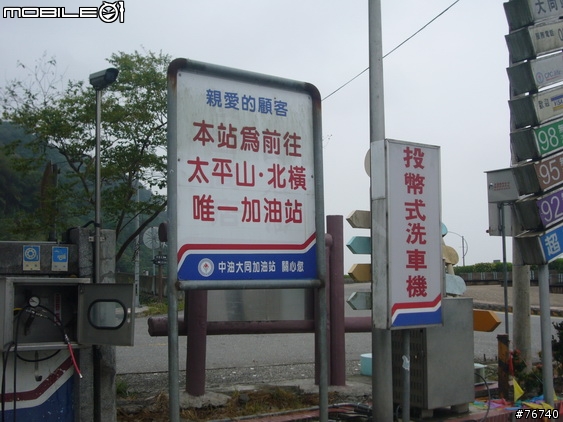 mobile01
親愛的顧客
本站為前往
太平山·北橫
唯一加油站
中油大同加油站 關心您
投幣式洗車機
大同
98
95
92
超
#76740